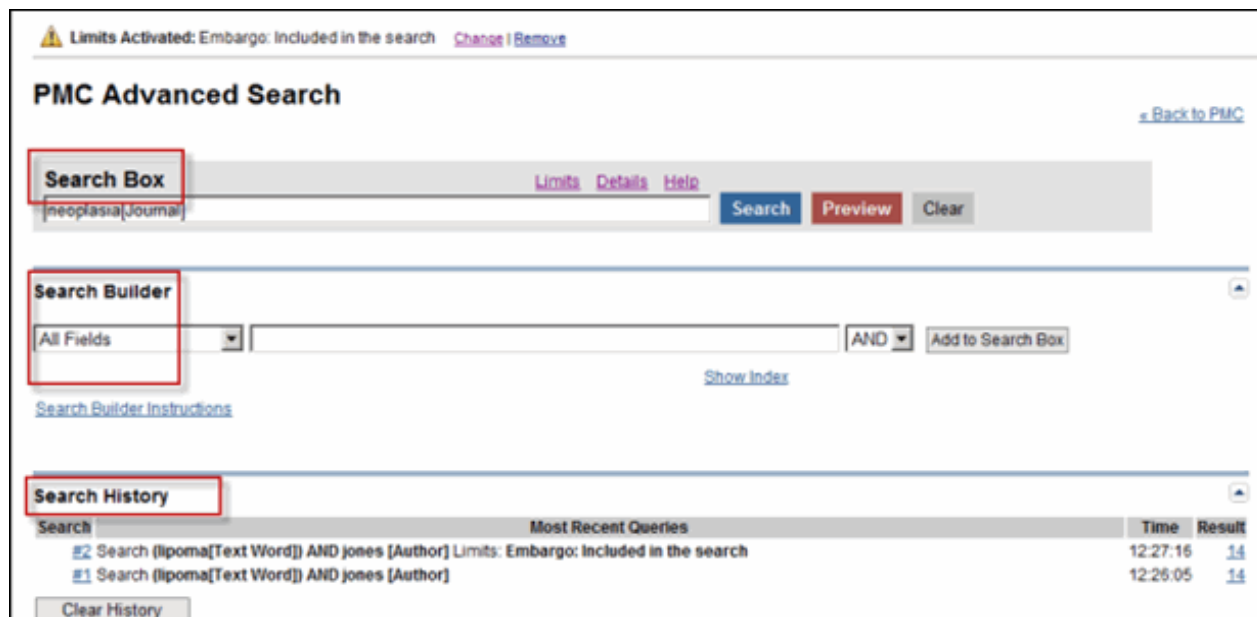 Limits Activated: Embargo: Included in the search Change | Remove
PMC Advanced Search
« Back to PMC
Search Box Limits Details Help
neoplasia[Journal] Search Preview Clear
Search Builder
All Fields AND Add to Search Box
Show Index
Search Builder Instructions
Search History
Search Most Recent Queries Time Result
#2 Search (lipoma[Text Word]) AND jones [Author] Limits: Embargo: Included in the search 12:27:16 14
#1 Search (lipoma[Text Word]) AND jones [Author] 12:26:05 14
Clear History